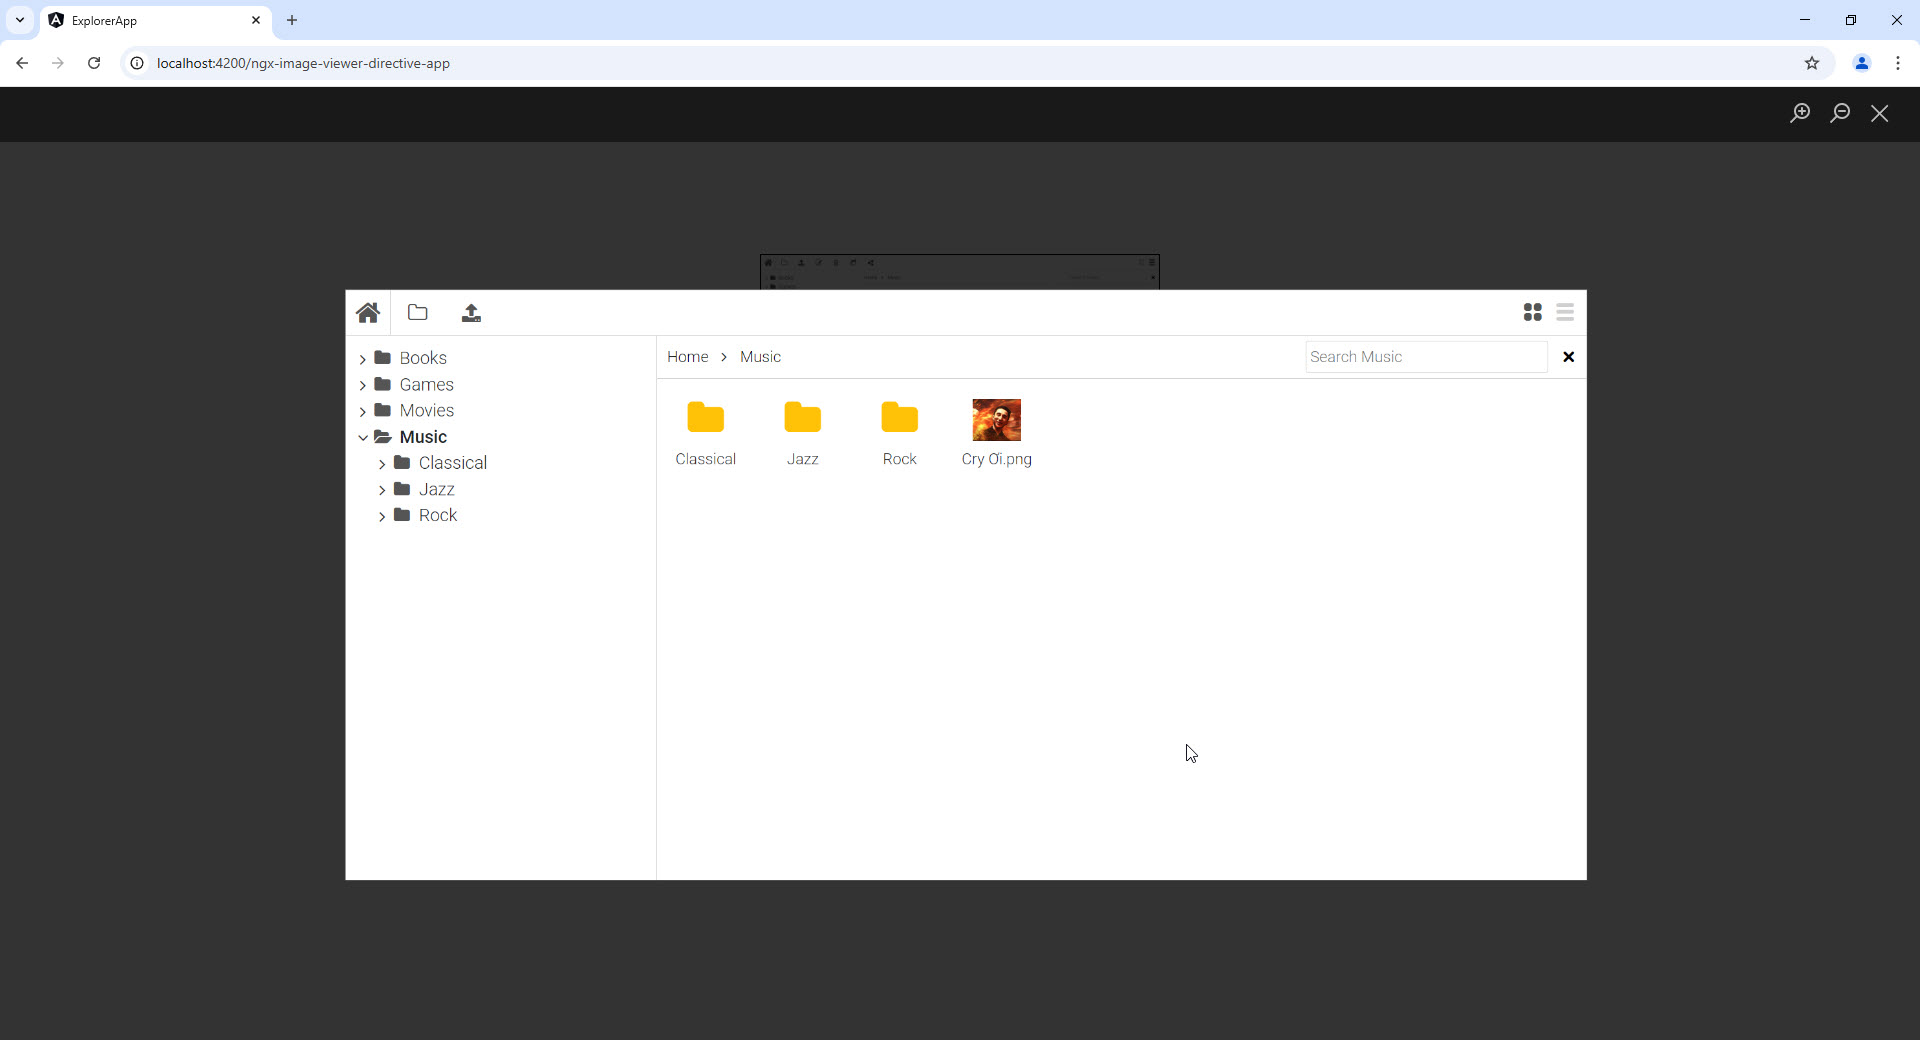 ExplorerApp
localhost:4200/ngx-image-viewer-directive-app
Books
Games
Movies
Music
Classical
Jazz
Rock
Home > Music
Search Music
Classical
Jazz
Rock
Cry Ơi.png